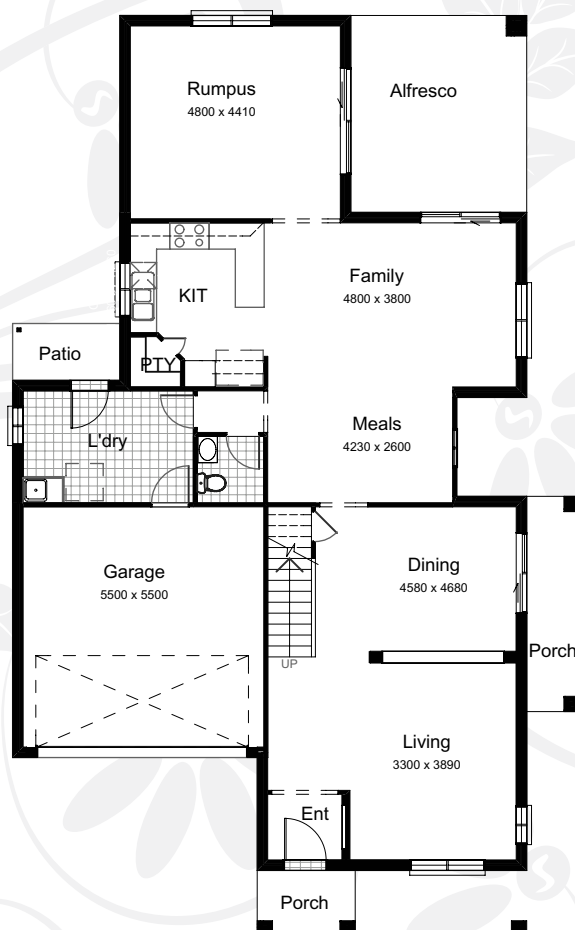 Rumpus
4800 x 4410
Alfresco
Family
4800 x 3800
KIT
Patio
PTY
Meals
4230 x 2600
L'dry
Garage
5500 x 5500
Dining
4580 x 4680
UP
Porch
Living
3300 x 3890
Ent
Porch